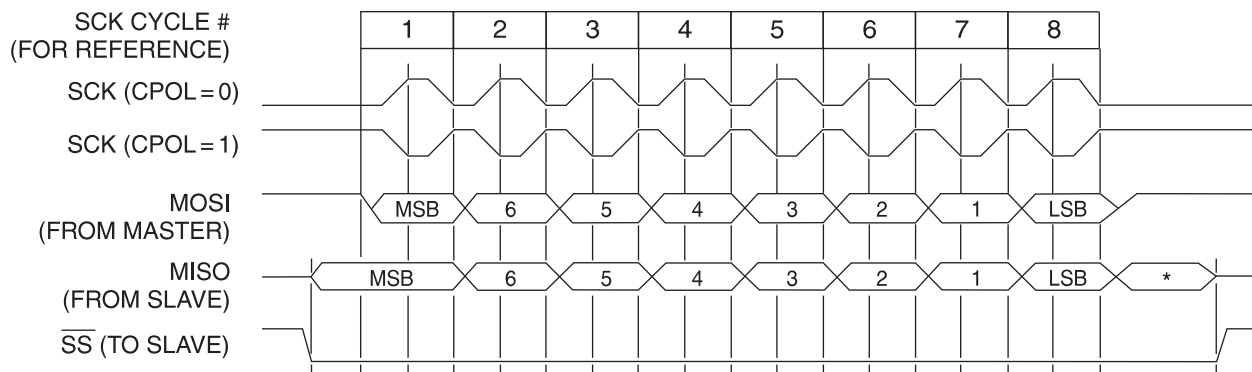 SCK CYCLE #
(FOR REFERENCE)
1 2 3 4 5 6 7 8
SCK (CPOL = 0)
SCK (CPOL = 1)
MOSI
(FROM MASTER)
MSB 6 5 4 3 2 1 LSB
MISO
(FROM SLAVE)
MSB 6 5 4 3 2 1 LSB *
SS (TO SLAVE)